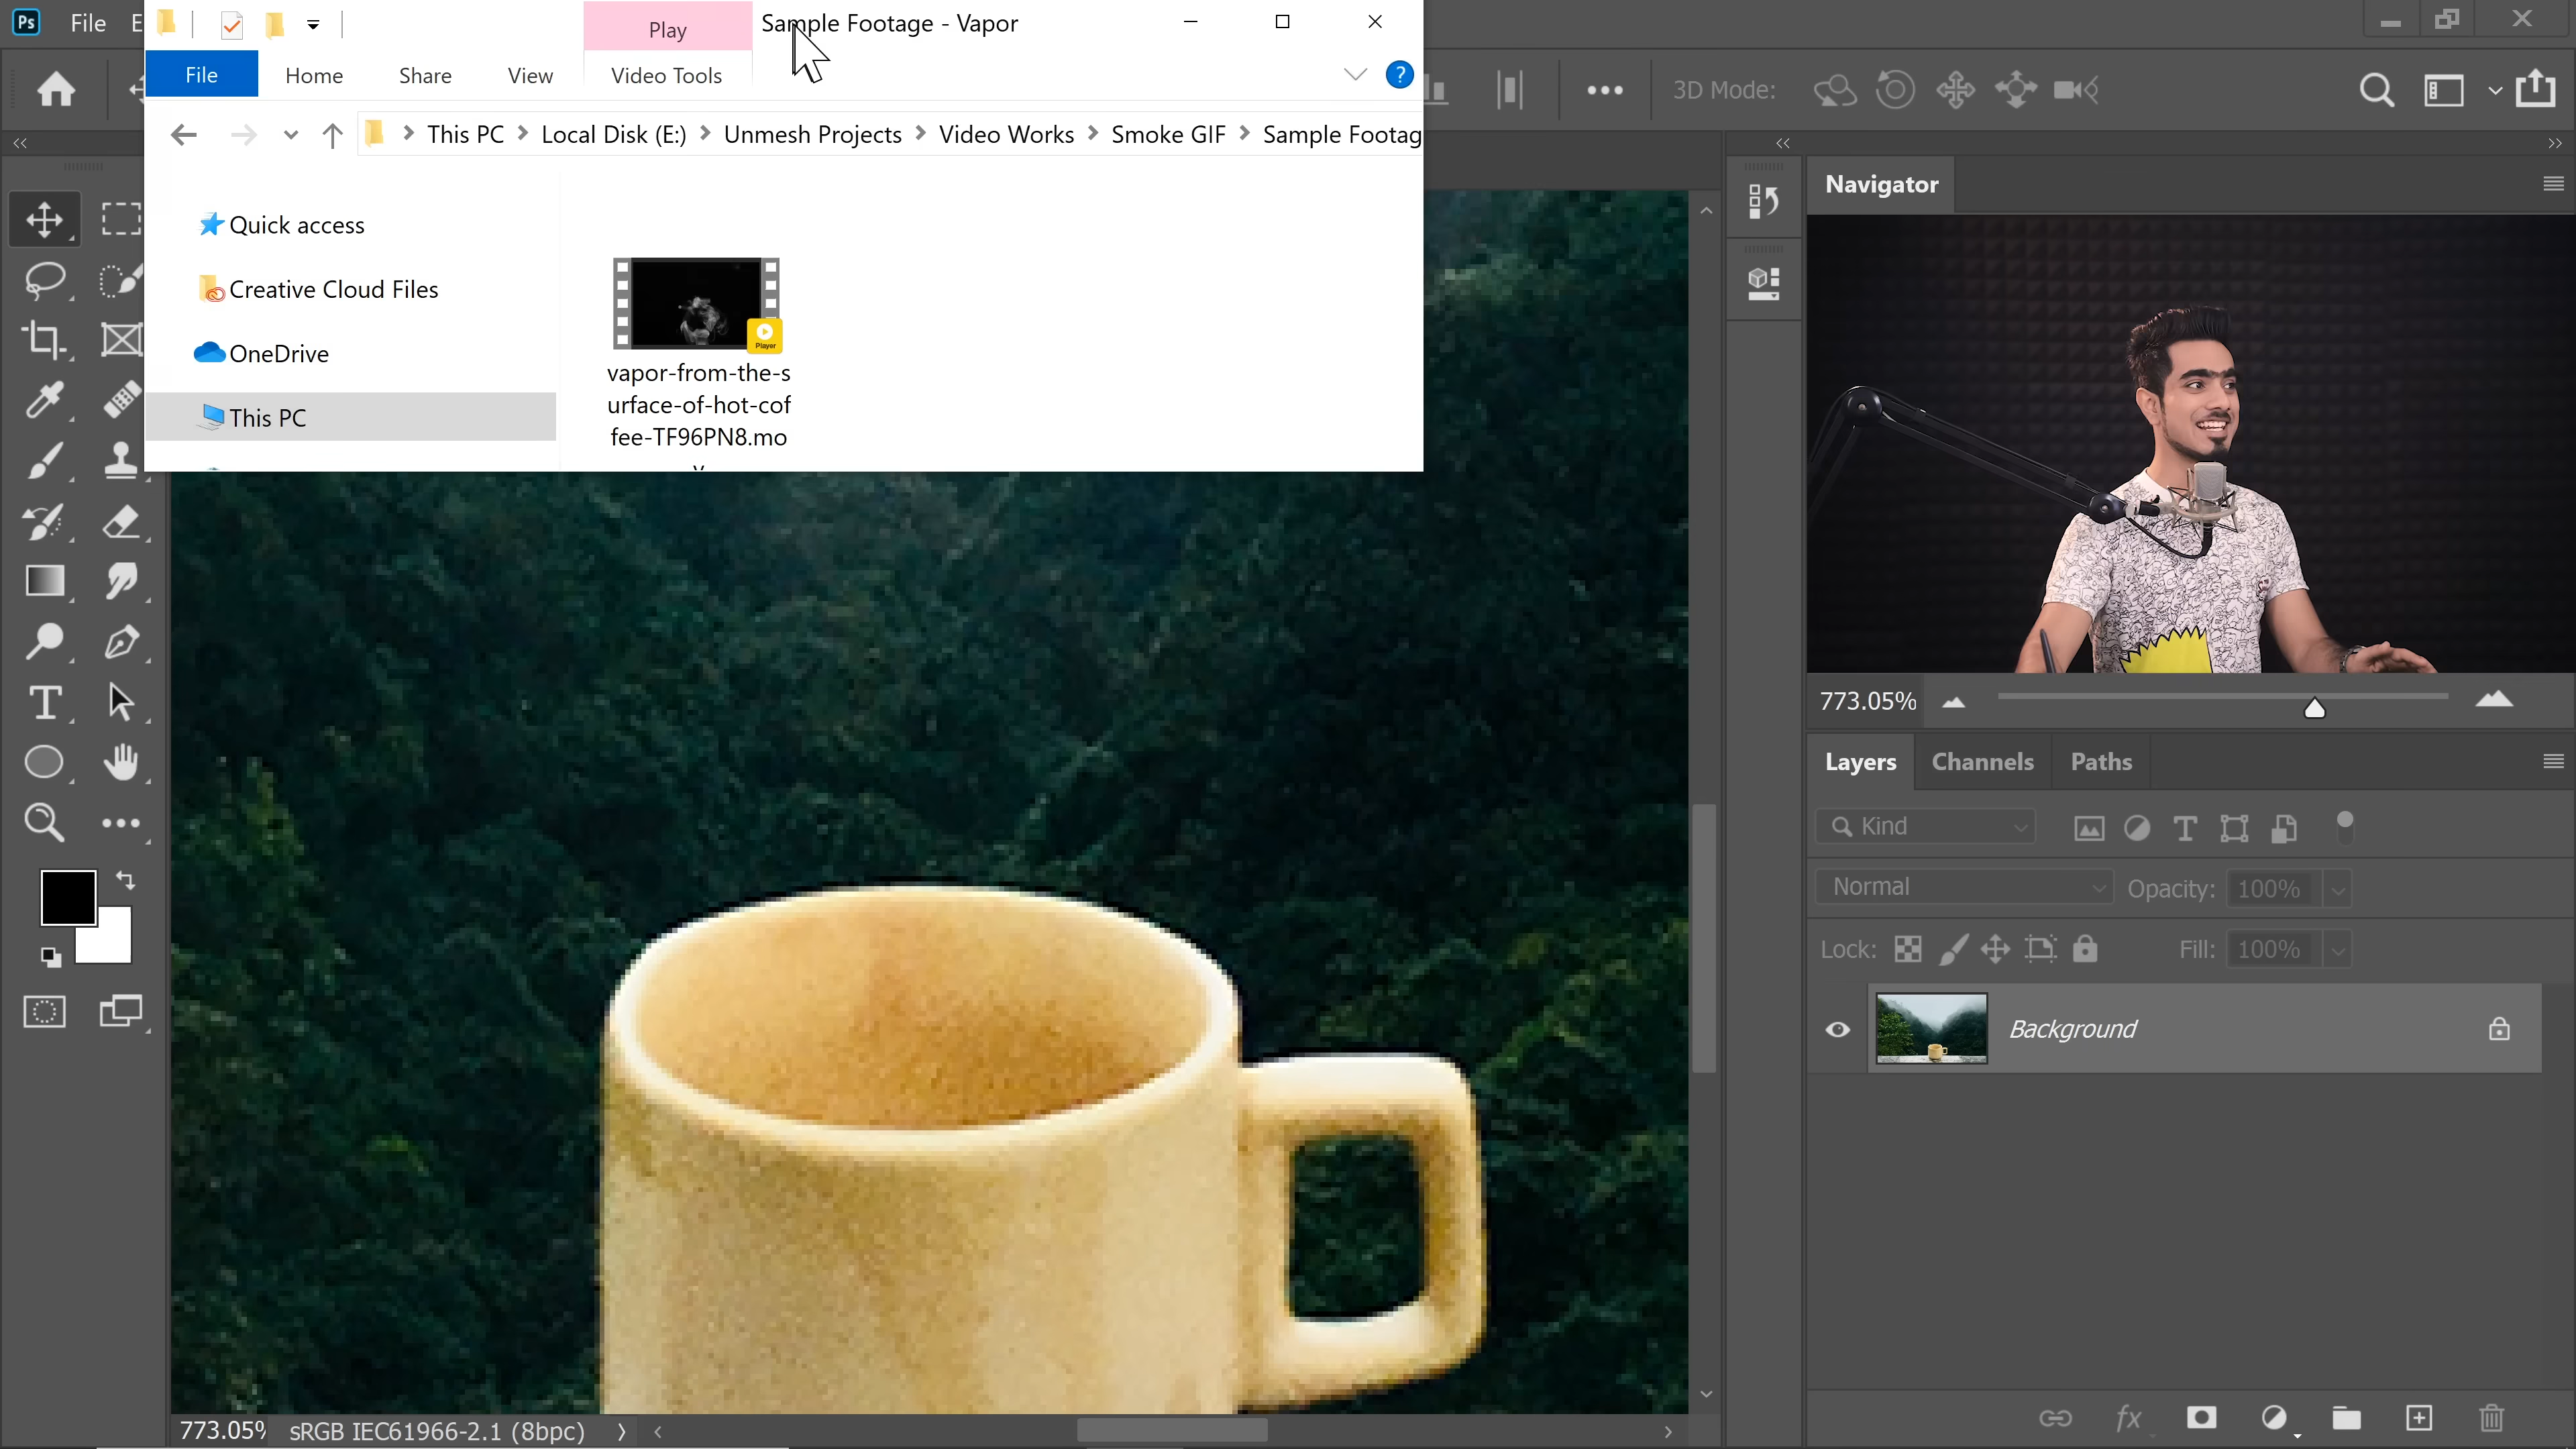 Ps File E
Play Sample Footage - Vapor
File Home Share View Video Tools ?
3D Mode:
This PC Local Disk (E:) Unmesh Projects Video Works Smoke GIF Sample Footag
Quick access
Creative Cloud Files
OneDrive
This PC
Player
vapor-from-the-s
urface-of-hot-cof
fee-TF96PN8.mo
v
Navigator
773.05%
Layers Channels Paths
Kind
Normal Opacity: 100%
Lock: Fill: 100%
Background
fx
773.05% sRGB IEC61966-2.1 (8bpc)